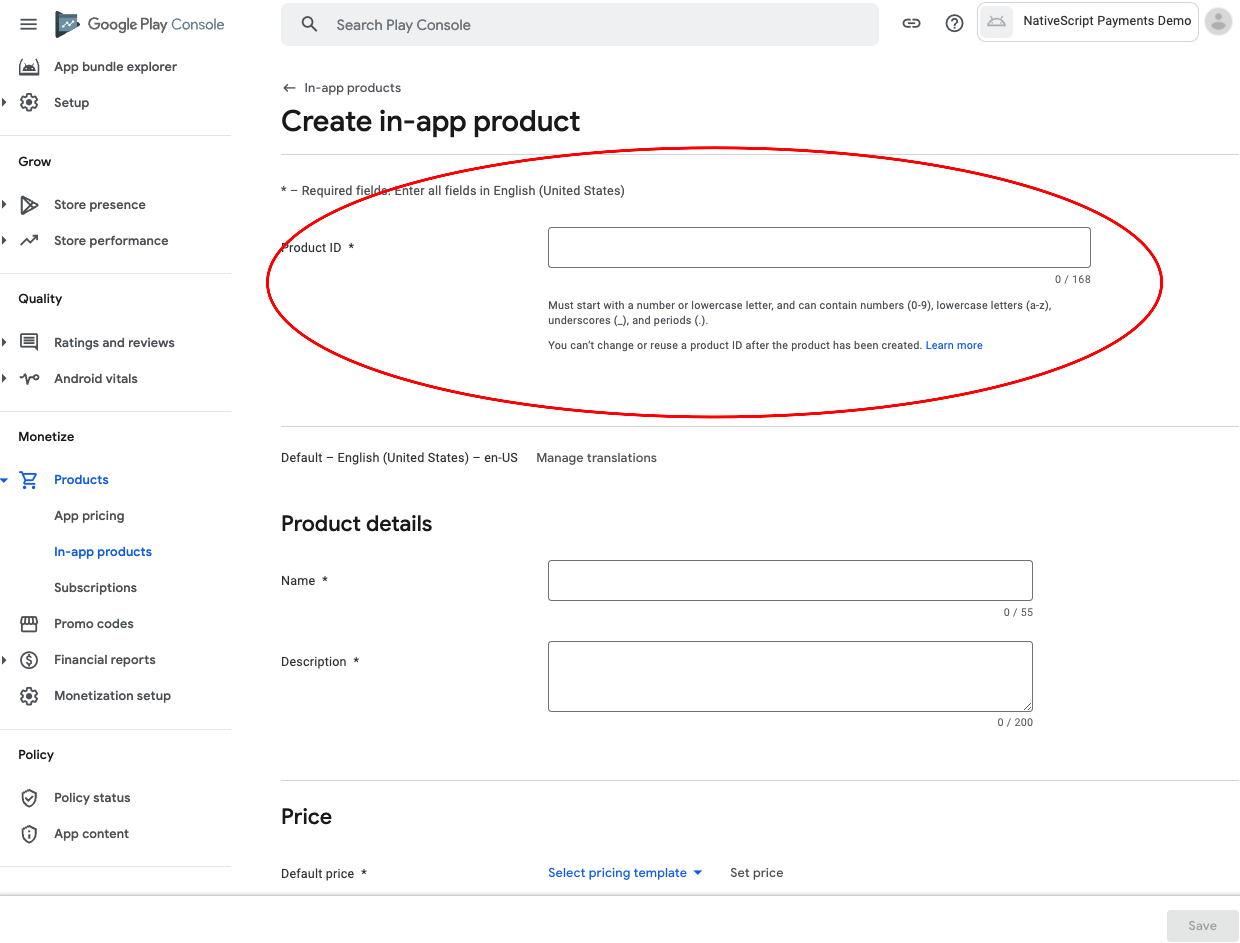 Google Play Console
Search Play Console
NativeScript Payments Demo
App bundle explorer
Setup
Grow
Store presence
Store performance
Quality
Ratings and reviews
Android vitals
Monetize
Products
App pricing
In-app products
Subscriptions
Promo codes
Financial reports
Monetization setup
Policy
Policy status
App content
← In-app products
Create in-app product
* – Required fields. Enter all fields in English (United States)
Product ID *
0 / 168
Must start with a number or lowercase letter, and can contain numbers (0-9), lowercase letters (a-z),
underscores (_), and periods (.).
You can't change or reuse a product ID after the product has been created. Learn more
Default – English (United States) – en-US Manage translations
Product details
Name *
0 / 55
Description *
0 / 200
Price
Default price *
Select pricing template Set price
Save